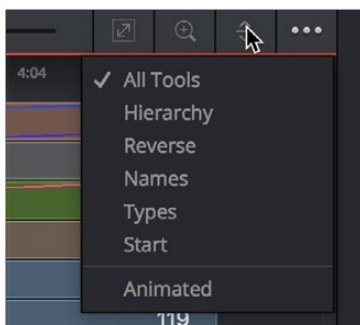 4:04
✓ All Tools
Hierarchy
Reverse
Names
Types
Start
Animated
119